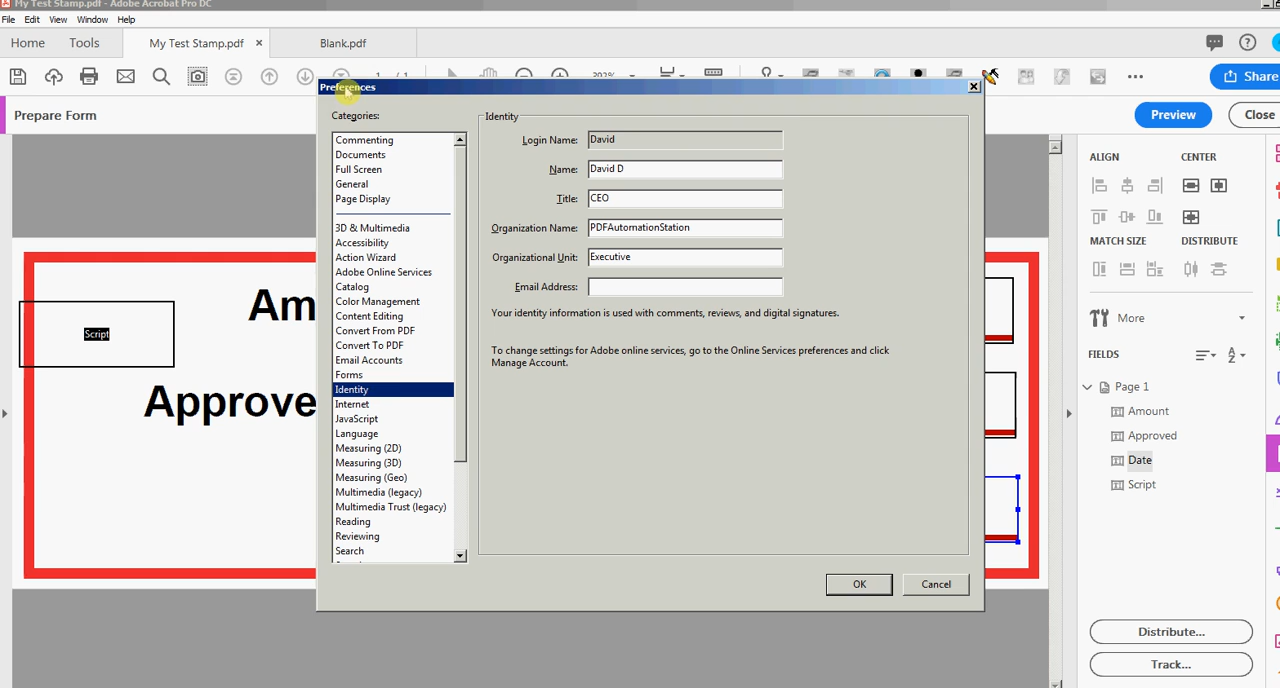 My Test Stamp.pdf - Adobe Acrobat Pro DC
File Edit View Window Help
Home Tools My Test Stamp.pdf × Blank.pdf
Share
Preferences
Prepare Form
Preview Close
Categories:
Commenting
Documents
Full Screen
General
Page Display
3D & Multimedia
Accessibility
Action Wizard
Adobe Online Services
Catalog
Color Management
Content Editing
Convert From PDF
Convert To PDF
Email Accounts
Forms
Identity
Internet
JavaScript
Language
Measuring (2D)
Measuring (3D)
Measuring (Geo)
Multimedia (legacy)
Multimedia Trust (legacy)
Reading
Reviewing
Search
Identity
Login Name: David
Name: David D
Title: CEO
Organization Name: PDFAutomationStation
Organizational Unit: Executive
Email Address:
Your identity information is used with comments, reviews, and digital signatures.
To change settings for Adobe online services, go to the Online Services preferences and click
Manage Account.
OK Cancel
Am
Script
Approve
ALIGN CENTER
MATCH SIZE DISTRIBUTE
More
FIELDS
Page 1
Amount
Approved
Date
Script
Distribute...
Track...